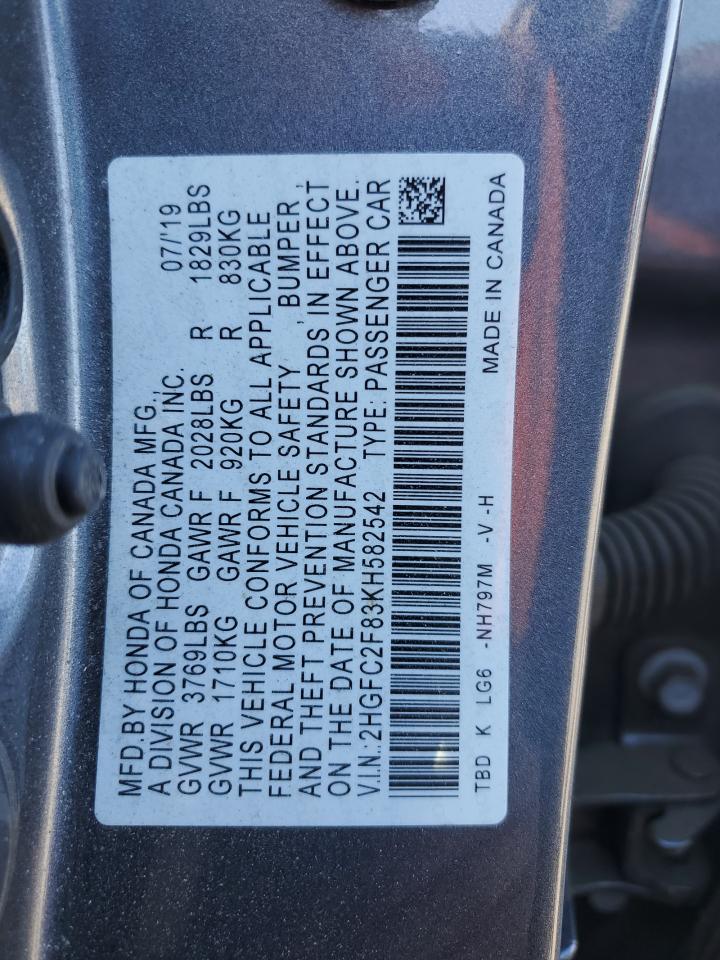 MFD.BY HONDA OF CANADA MFG., 07/'19
A DIVISION OF HONDA CANADA INC.
GVWR 3769LBS GAWR F 2028LBS R 1829LBS
GVWR 1710KG GAWR F 920KG R 830KG
THIS VEHICLE CONFORMS TO ALL APPLICABLE
FEDERAL MOTOR VEHICLE SAFETY , BUMPER ,
AND THEFT PREVENTION STANDARDS IN EFFECT
ON THE DATE OF MANUFACTURE SHOWN ABOVE.
V.I.N.:2HGFC2F83KH582542 TYPE:PASSENGER CAR
TBD K LG6 -NH797M -V -H MADE IN CANADA